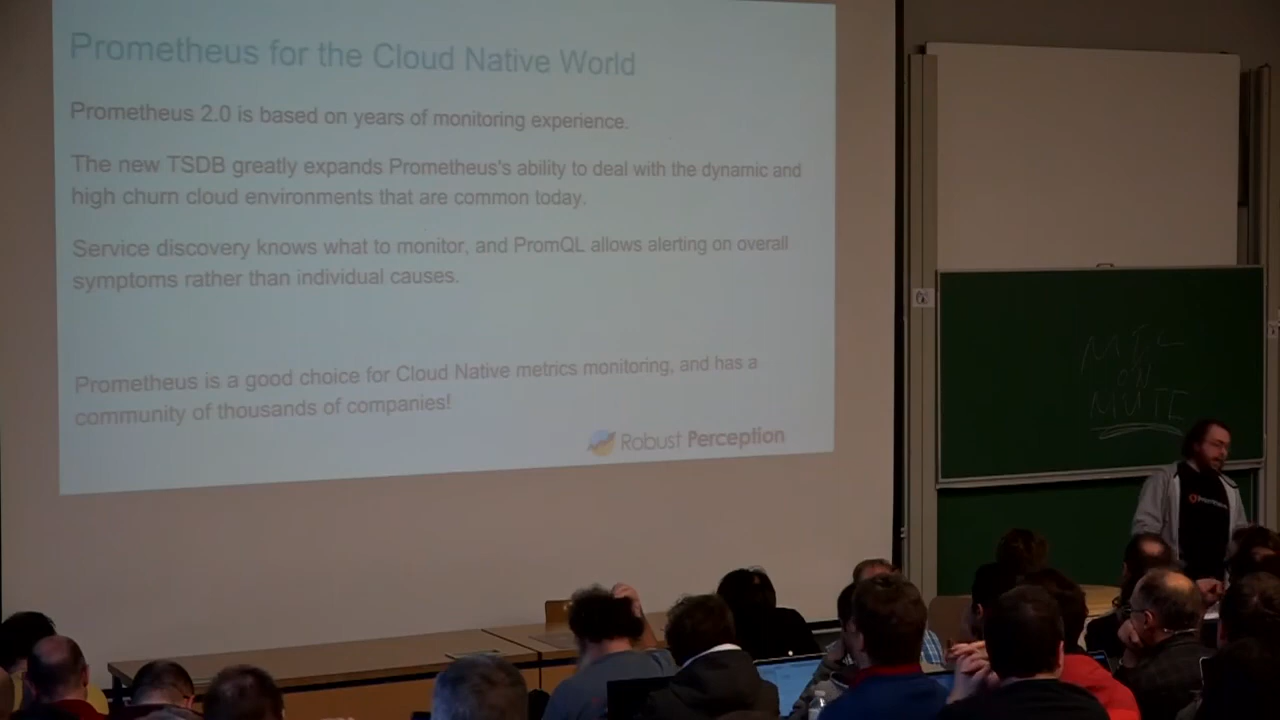 Prometheus for the Cloud Native World
Prometheus 2.0 is based on years of monitoring experience.
The new TSDB greatly expands Prometheus's ability to deal with the dynamic and
high churn cloud environments that are common today.
Service discovery knows what to monitor, and PromQL allows alerting on overall
symptoms rather than individual causes.
Prometheus is a good choice for Cloud Native metrics monitoring, and has a
community of thousands of companies!
Robust Perception
MIC
ON
MUTE